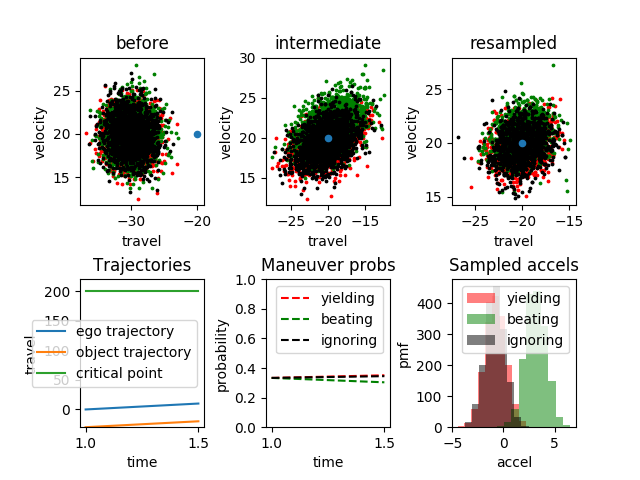 before
intermediate
resampled
velocity
25
20
15
−30
−20
travel
velocity
30
25
20
15
−25
−20
−15
travel
velocity
25
20
15
−25
−20
−15
travel
Trajectories
travel
200
150
100
50
0
ego trajectory
object trajectory
critical point
1.0
1.5
time
Maneuver probs
probability
1.0
0.8
0.6
0.4
0.2
0.0
yielding
beating
ignoring
1.0
1.5
time
Sampled accels
pmf
400
300
200
100
0
yielding
beating
ignoring
−5
0
5
accel